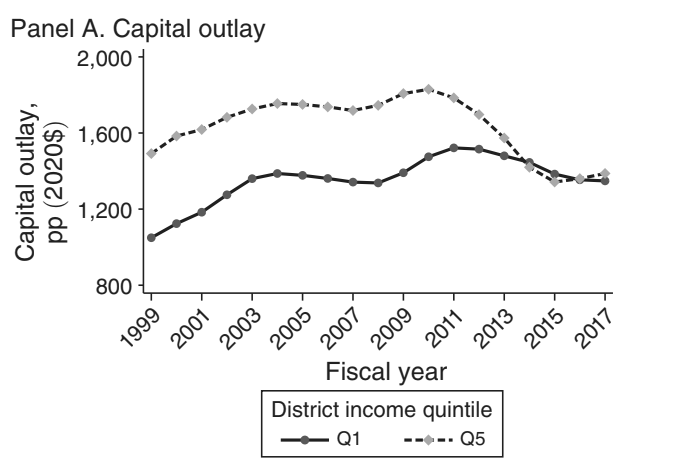 Panel A. Capital outlay
Capital outlay,
pp (2020$)
2,000
1,600
1,200
800
1999
2001
2003
2005
2007
2009
2011
2013
2015
2017
Fiscal year
District income quintile
Q1
Q5